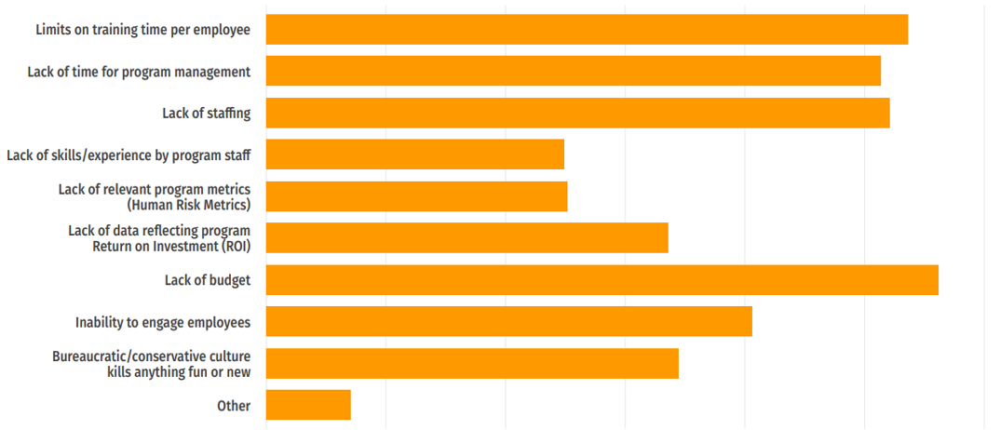 Limits on training time per employee
Lack of time for program management
Lack of staffing
Lack of skills/experience by program staff
Lack of relevant program metrics
(Human Risk Metrics)
Lack of data reflecting program
Return on Investment (ROI)
Lack of budget
Inability to engage employees
Bureaucratic/conservative culture
kills anything fun or new
Other